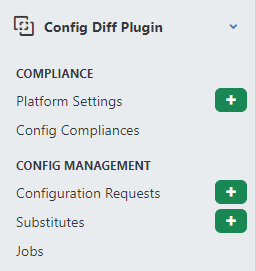 Config Diff Plugin
COMPLIANCE
Platform Settings
Config Compliances
CONFIG MANAGEMENT
Configuration Requests
Substitutes
Jobs